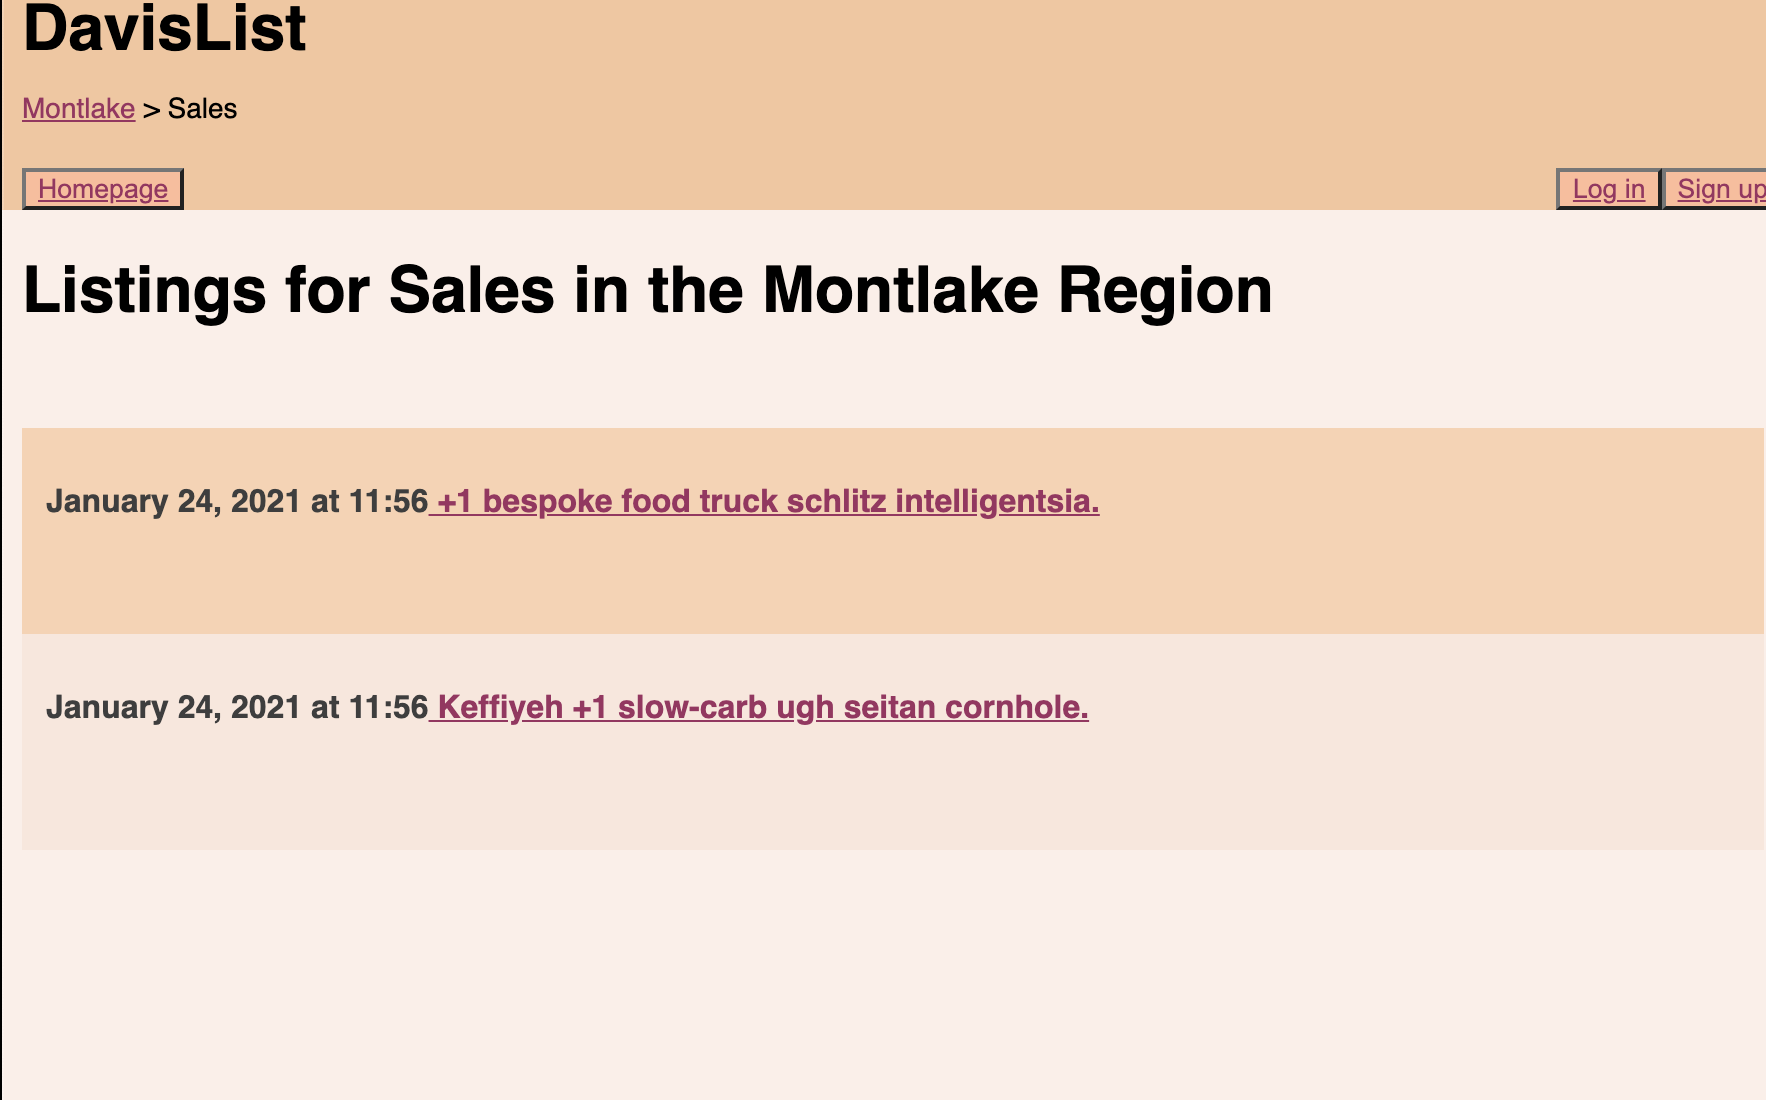 DavisList
Montlake > Sales
Homepage Log in Sign up
Listings for Sales in the Montlake Region
January 24, 2021 at 11:56 +1 bespoke food truck schlitz intelligentsia.
January 24, 2021 at 11:56 Keffiyeh +1 slow-carb ugh seitan cornhole.